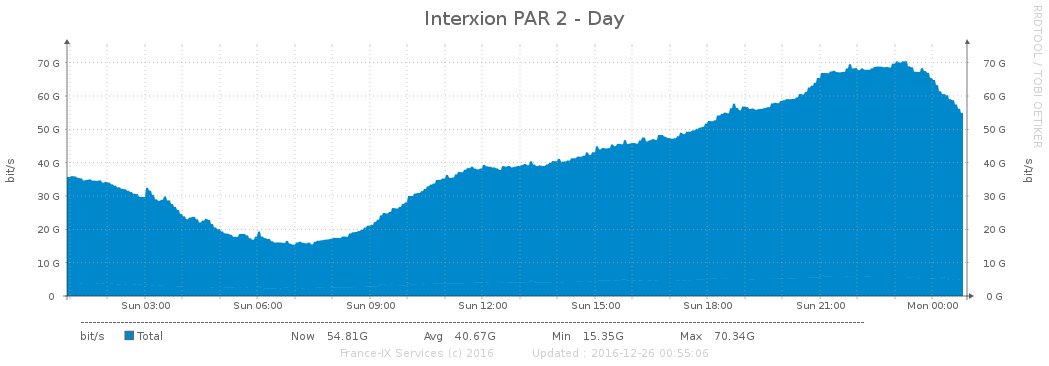 Interxion PAR 2 - Day
RRDTOOL / TOBI OETIKER
bit/s
70 G 70 G
60 G 60 G
50 G 50 G
40 G 40 G
30 G 30 G
20 G 20 G
10 G 10 G
0 0 G
bit/s
Sun 03:00 Sun 06:00 Sun 09:00 Sun 12:00 Sun 15:00 Sun 18:00 Sun 21:00 Mon 00:00
bit/s Total Now 54.81G Avg 40.67G Min 15.35G Max 70.34G
France-IX Services (c) 2016 Updated : 2016-12-26 00:55:06